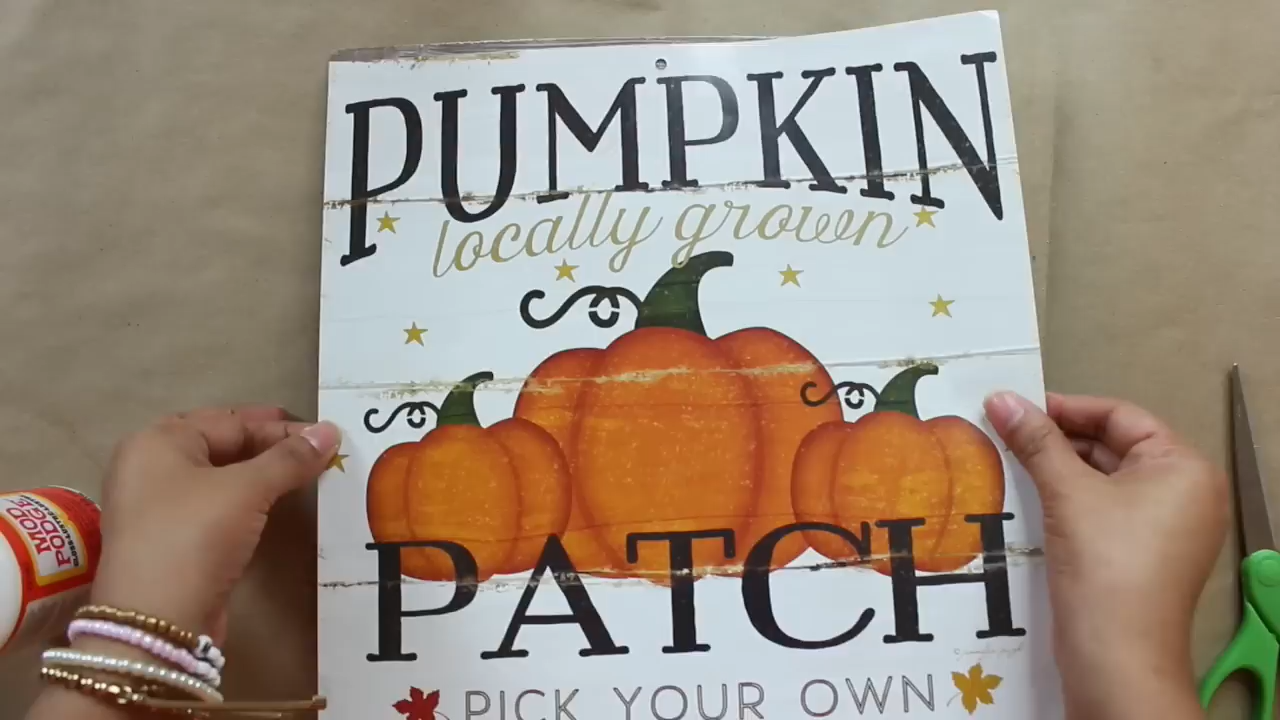 PUMPKIN
locally grown
PATCH
PICK YOUR OWN
MOD
PODGE